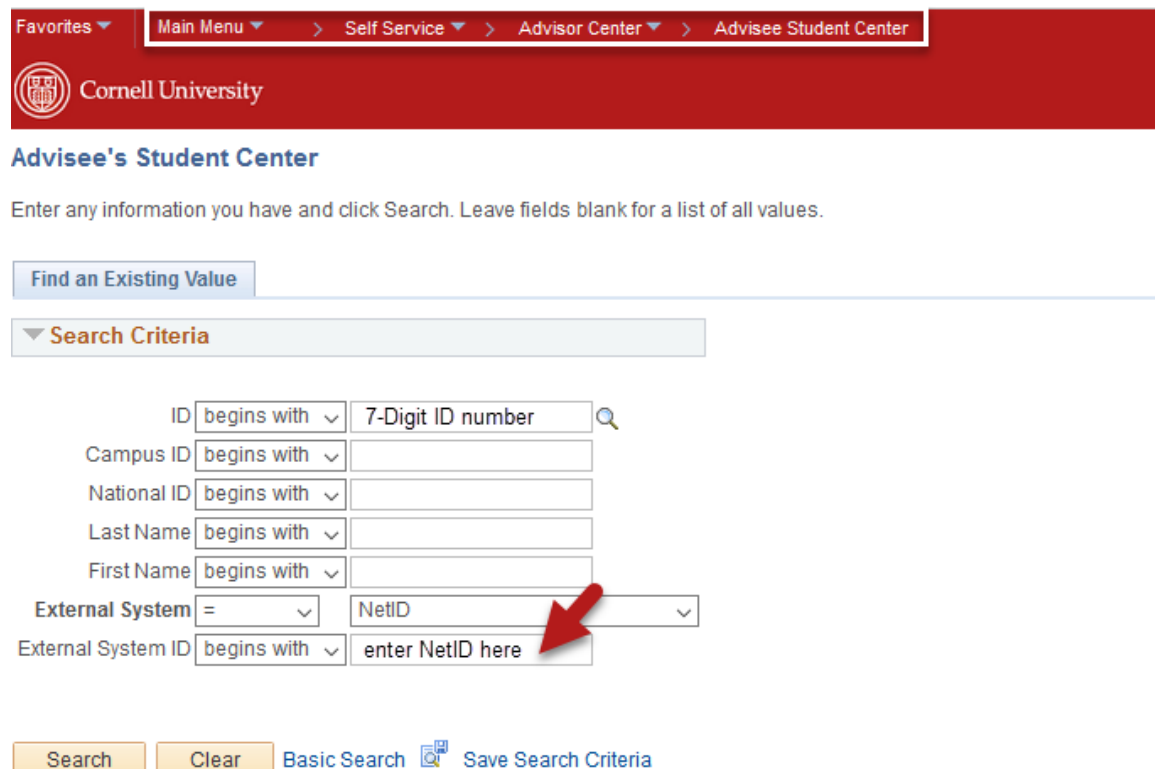 Favorites Main Menu > Self Service > Advisor Center > Advisee Student Center
Cornell University
Advisee's Student Center
Enter any information you have and click Search. Leave fields blank for a list of all values.
Find an Existing Value
Search Criteria
ID begins with 7-Digit ID number
Campus ID begins with
National ID begins with
Last Name begins with
First Name begins with
External System = NetID
External System ID begins with enter NetID here
Search Clear Basic Search Save Search Criteria